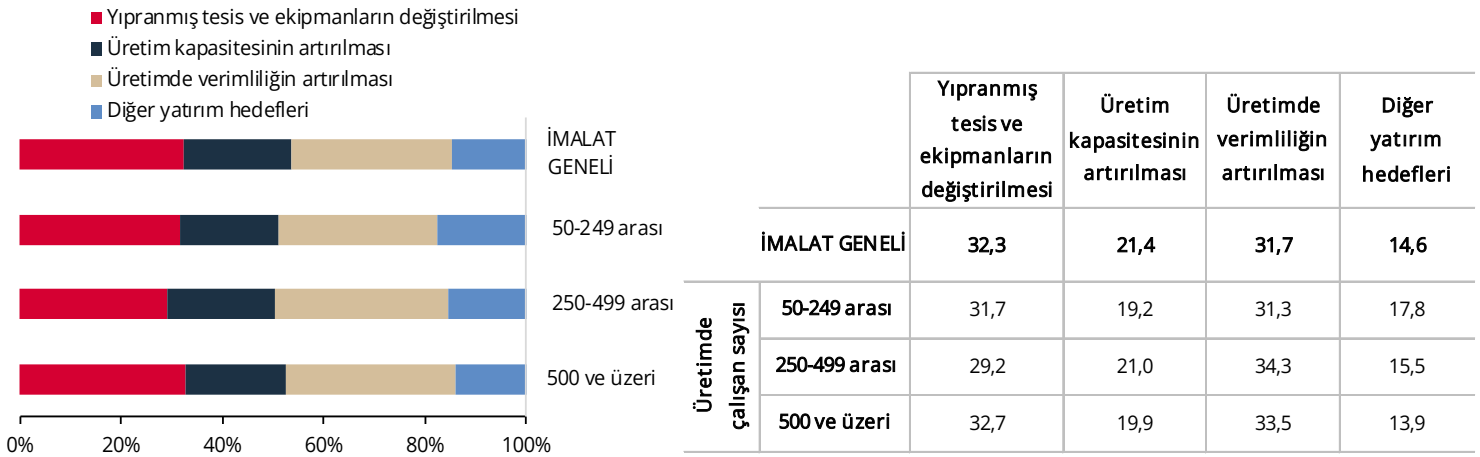 Yıpranmış tesis ve ekipmanların değiştirilmesi
Üretim kapasitesinin artırılması
Üretimde verimliliğin artırılması
Diğer yatırım hedefleri
İMALAT
GENELİ
50-249 arası
250-499 arası
500 ve üzeri
0% 20% 40% 60% 80% 100%
Yıpranmış
tesis ve
ekipmanların
değiştirilmesi
Üretim
kapasitesinin
artırılması
Üretimde
verimliliğin
artırılması
Diğer
yatırım
hedefleri
İMALAT GENELİ 32,3 21,4 31,7 14,6
Üretimde
çalışan sayısı
50-249 arası 31,7 19,2 31,3 17,8
250-499 arası 29,2 21,0 34,3 15,5
500 ve üzeri 32,7 19,9 33,5 13,9